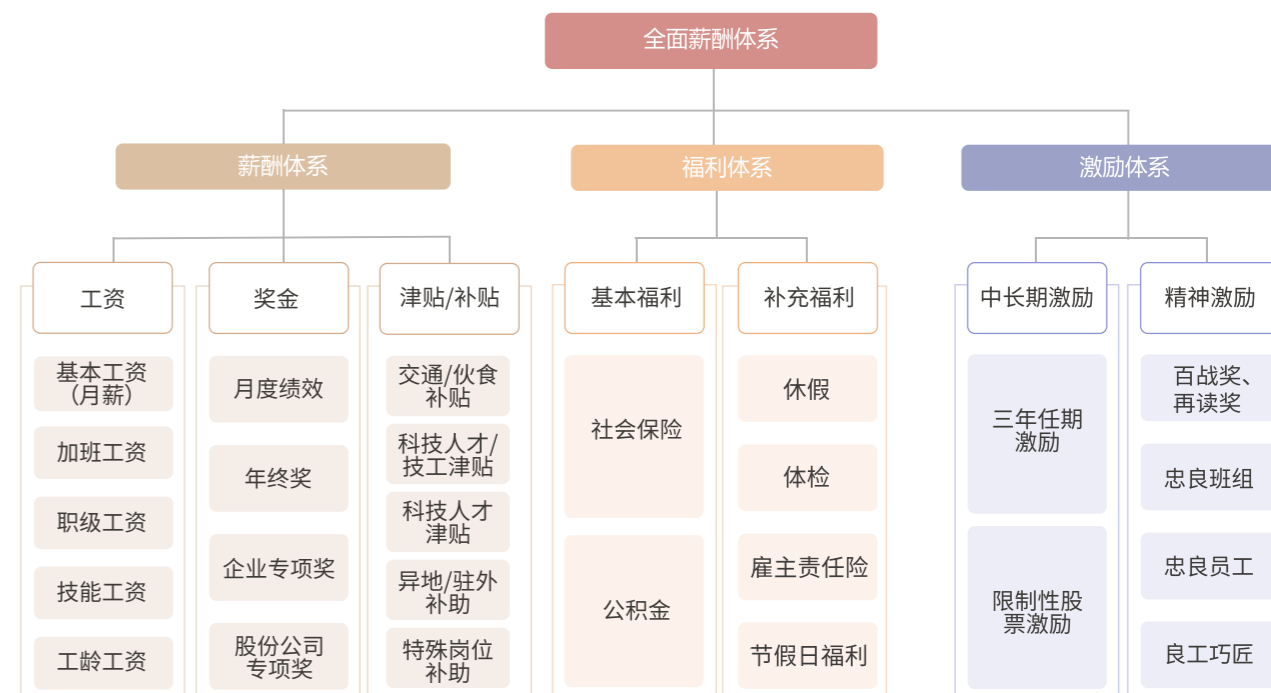 全面薪酬体系
薪酬体系
福利体系
激励体系
工资
奖金
津贴/补贴
基本福利
补充福利
中长期激励
精神激励
基本工资
（月薪）
加班工资
职级工资
技能工资
工龄工资
月度绩效
年终奖
企业专项奖
股份公司
专项奖
交通/伙食
补贴
科技人才/
技工津贴
科技人才
津贴
异地/驻外
补助
特殊岗位
补助
社会保险
公积金
休假
体检
雇主责任险
节假日福利
三年任期
激励
限制性股
票激励
百战奖、
再读奖
忠良班组
忠良员工
良工巧匠